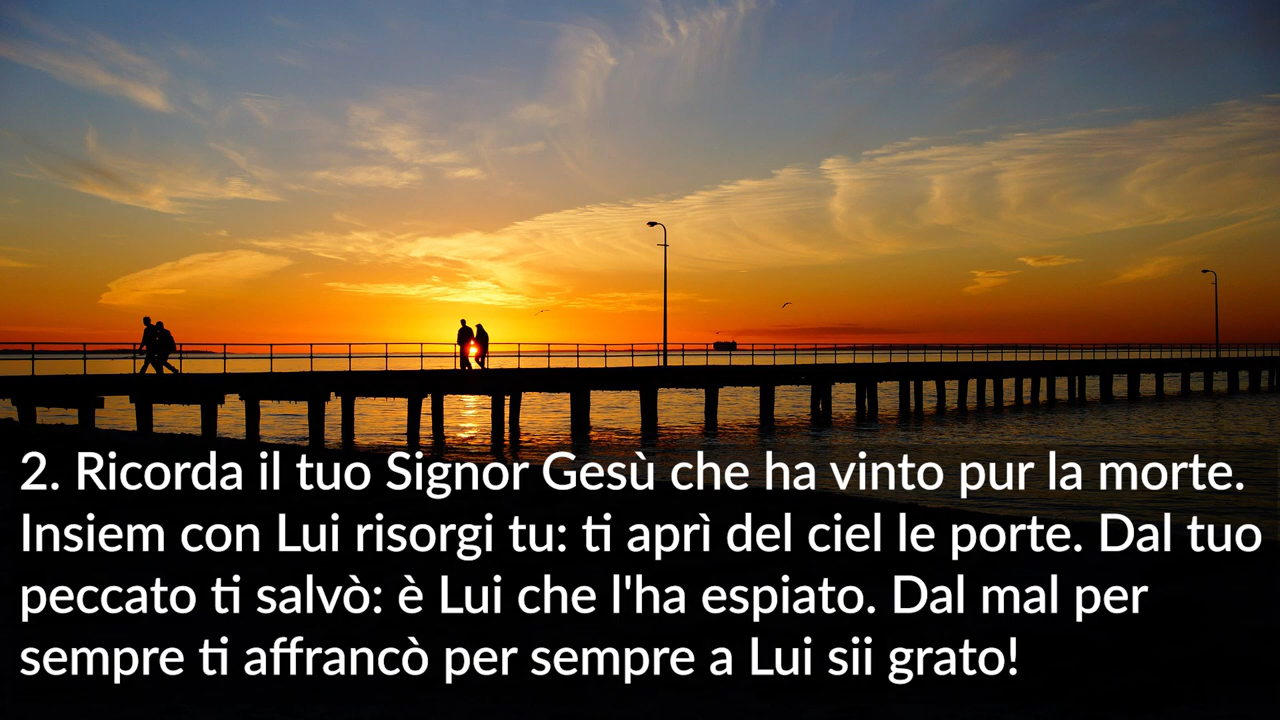 2. Ricorda il tuo Signor Gesù che ha vinto pur la morte.
Insiem con Lui risorgi tu: ti aprì del ciel le porte. Dal tuo
peccato ti salvò: è Lui che l'ha espiato. Dal mal per
sempre ti affrancò per sempre a Lui sii grato!